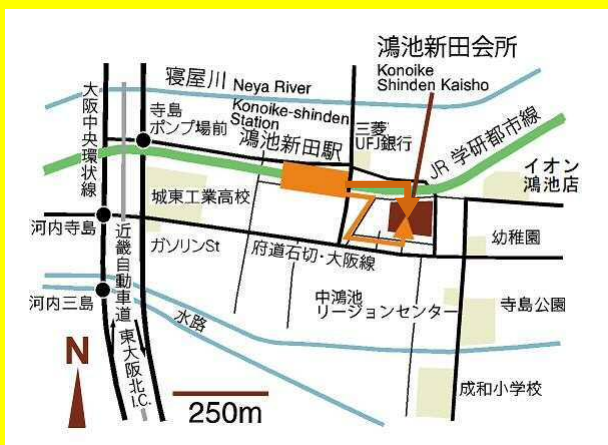 鴻池新田会所
Konoike
Shinden Kaisho
寝屋川 Neya River
大阪中央環状線
寺島
ポンプ場前
Konoike-shinden
Station
鴻池新田駅
三菱
UFJ銀行
JR 学研都市線
イオン
鴻池店
城東工業高校
河内寺島
近畿自動車道
ガソリンSt
府道石切・大阪線
幼稚園
河内三島
水路
中鴻池
リージョンセンター
寺島公園
東大阪北I.C.
N
250m
成和小学校